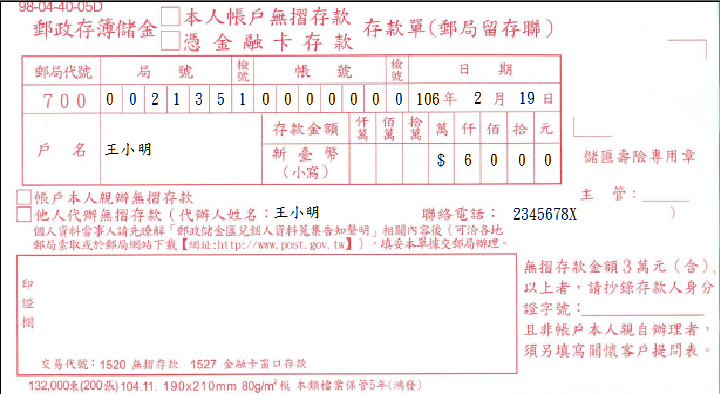 98-04-40-05D
郵政存簿儲金 □本人帳戶無摺存款 □憑金融卡存款 存款單(郵局留存聯)
郵局代號 局號 檢號 帳號 檢號 日期
700 0 0 2 1 3 5 1 0 0 0 0 0 0 0 106年 2月 19日
戶名 王小明
存款金額 仟萬 佰萬 拾萬 萬 仟 佰 拾 元
新臺幣(小寫) $ 6 0 0 0
儲匯壽險專用章
□帳戶本人親辦無摺存款
主管:
□他人代辦無摺存款(代辦人姓名:王小明 聯絡電話: 2345678X )
個人資料當事人請先瞭解「郵政儲金匯兌個人資料蒐集告知聲明」相關內容後(可洽各地
郵局索取或於郵局網站下載【網址:http://www.post.gov.tw】),填妥本單據交郵局辦理。
印證欄
無摺存款金額3萬元(含)
以上者,請抄錄存款人身分
證字號:
且非帳戶本人親自辦理者,
須另填寫關懷客戶提問表。
交易代號:1520 無摺存款 1527 金融卡窗口存款
132,000束(200張)104.11. 190x210mm 80g/m² 本類檔案保管5年